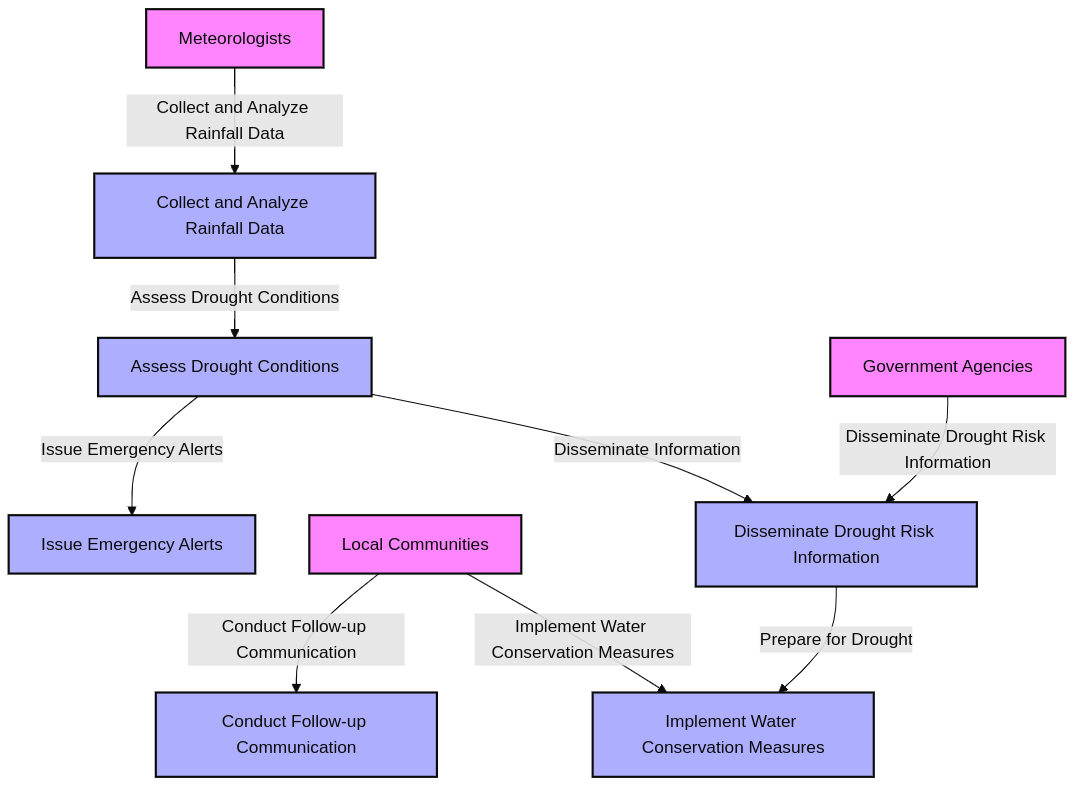 Meteorologists
Collect and Analyze
Rainfall Data
Collect and Analyze
Rainfall Data
Assess Drought Conditions
Assess Drought Conditions
Government Agencies
Issue Emergency Alerts
Disseminate Information
Disseminate Drought Risk
Information
Issue Emergency Alerts
Local Communities
Disseminate Drought Risk
Information
Conduct Follow-up
Communication
Implement Water
Conservation Measures
Prepare for Drought
Conduct Follow-up
Communication
Implement Water
Conservation Measures